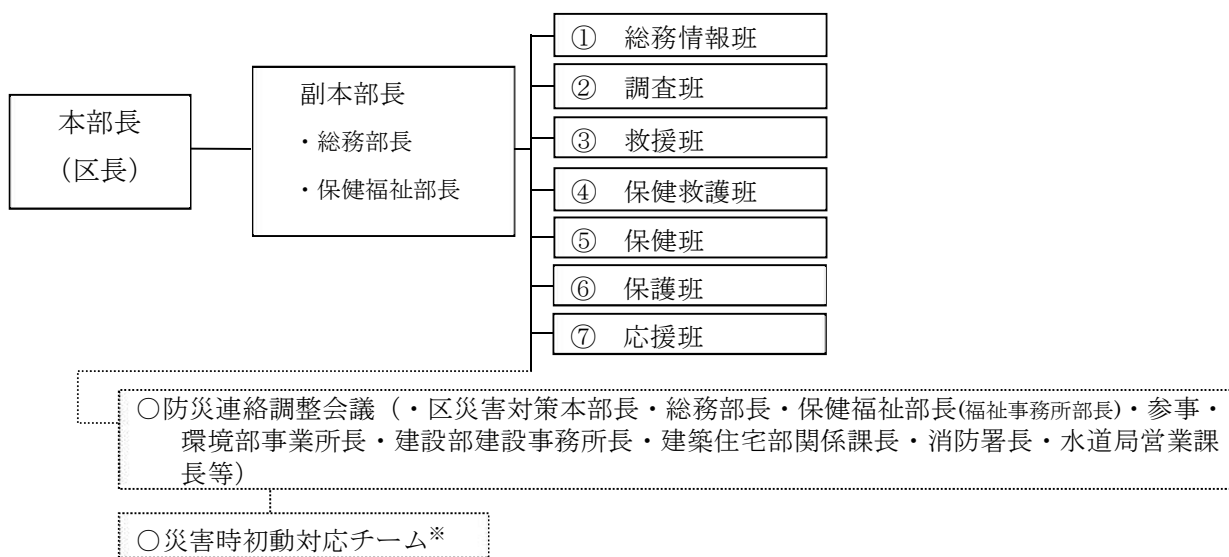 本部長
（区長）
副本部長
・総務部長
・保健福祉部長
① 総務情報班
② 調査班
③ 救援班
④ 保健救護班
⑤ 保健班
⑥ 保護班
⑦ 応援班
○防災連絡調整会議（・区災害対策本部長・総務部長・保健福祉部長(福祉事務所部長)・参事・
環境部事業所長・建設部建設事務所長・建築住宅部関係課長・消防署長・水道局営業課
長等）
○災害時初動対応チーム※